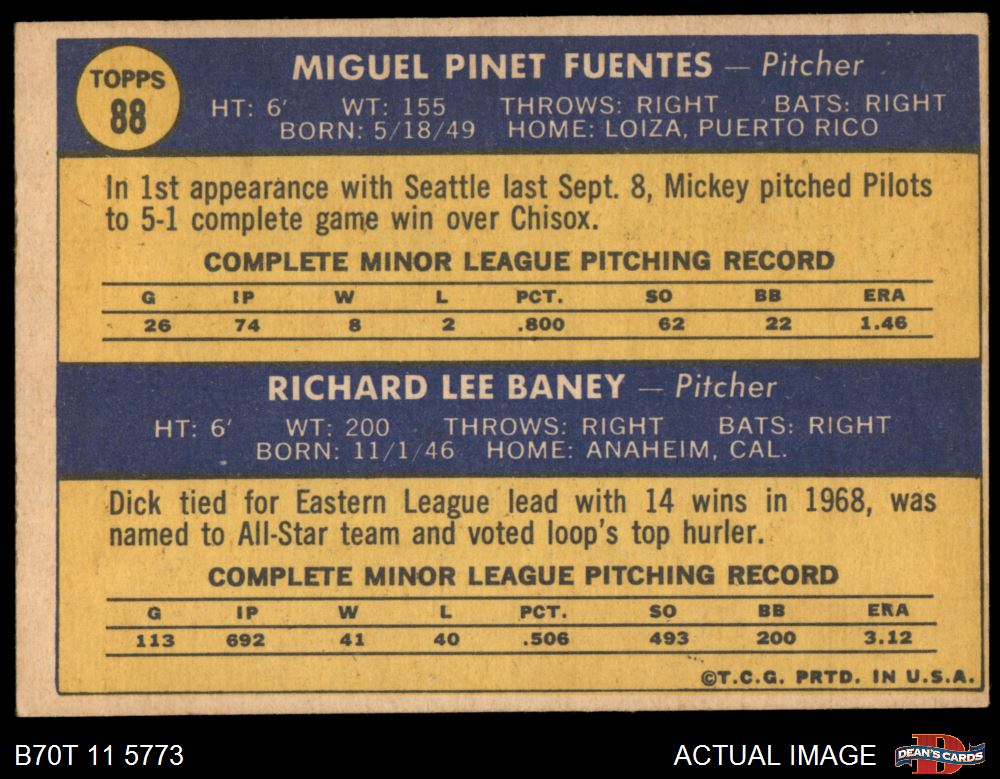 TOPPS
88
MIGUEL PINET FUENTES — Pitcher
HT: 6' WT: 155 THROWS: RIGHT BATS: RIGHT
BORN: 5/18/49 HOME: LOIZA, PUERTO RICO
In 1st appearance with Seattle last Sept. 8, Mickey pitched Pilots
to 5-1 complete game win over Chisox.
COMPLETE MINOR LEAGUE PITCHING RECORD
G IP W L PCT. SO BB ERA
26 74 8 2 .800 62 22 1.46
RICHARD LEE BANEY — Pitcher
HT: 6' WT: 200 THROWS: RIGHT BATS: RIGHT
BORN: 11/1/46 HOME: ANAHEIM, CAL.
Dick tied for Eastern League lead with 14 wins in 1968, was
named to All-Star team and voted loop's top hurler.
COMPLETE MINOR LEAGUE PITCHING RECORD
G IP W L PCT. SO BB ERA
113 692 41 40 .506 493 200 3.12
©T.C.G. PRTD. IN U.S.A.
B70T 11 5773
ACTUAL IMAGE
DEAN'S CARDS